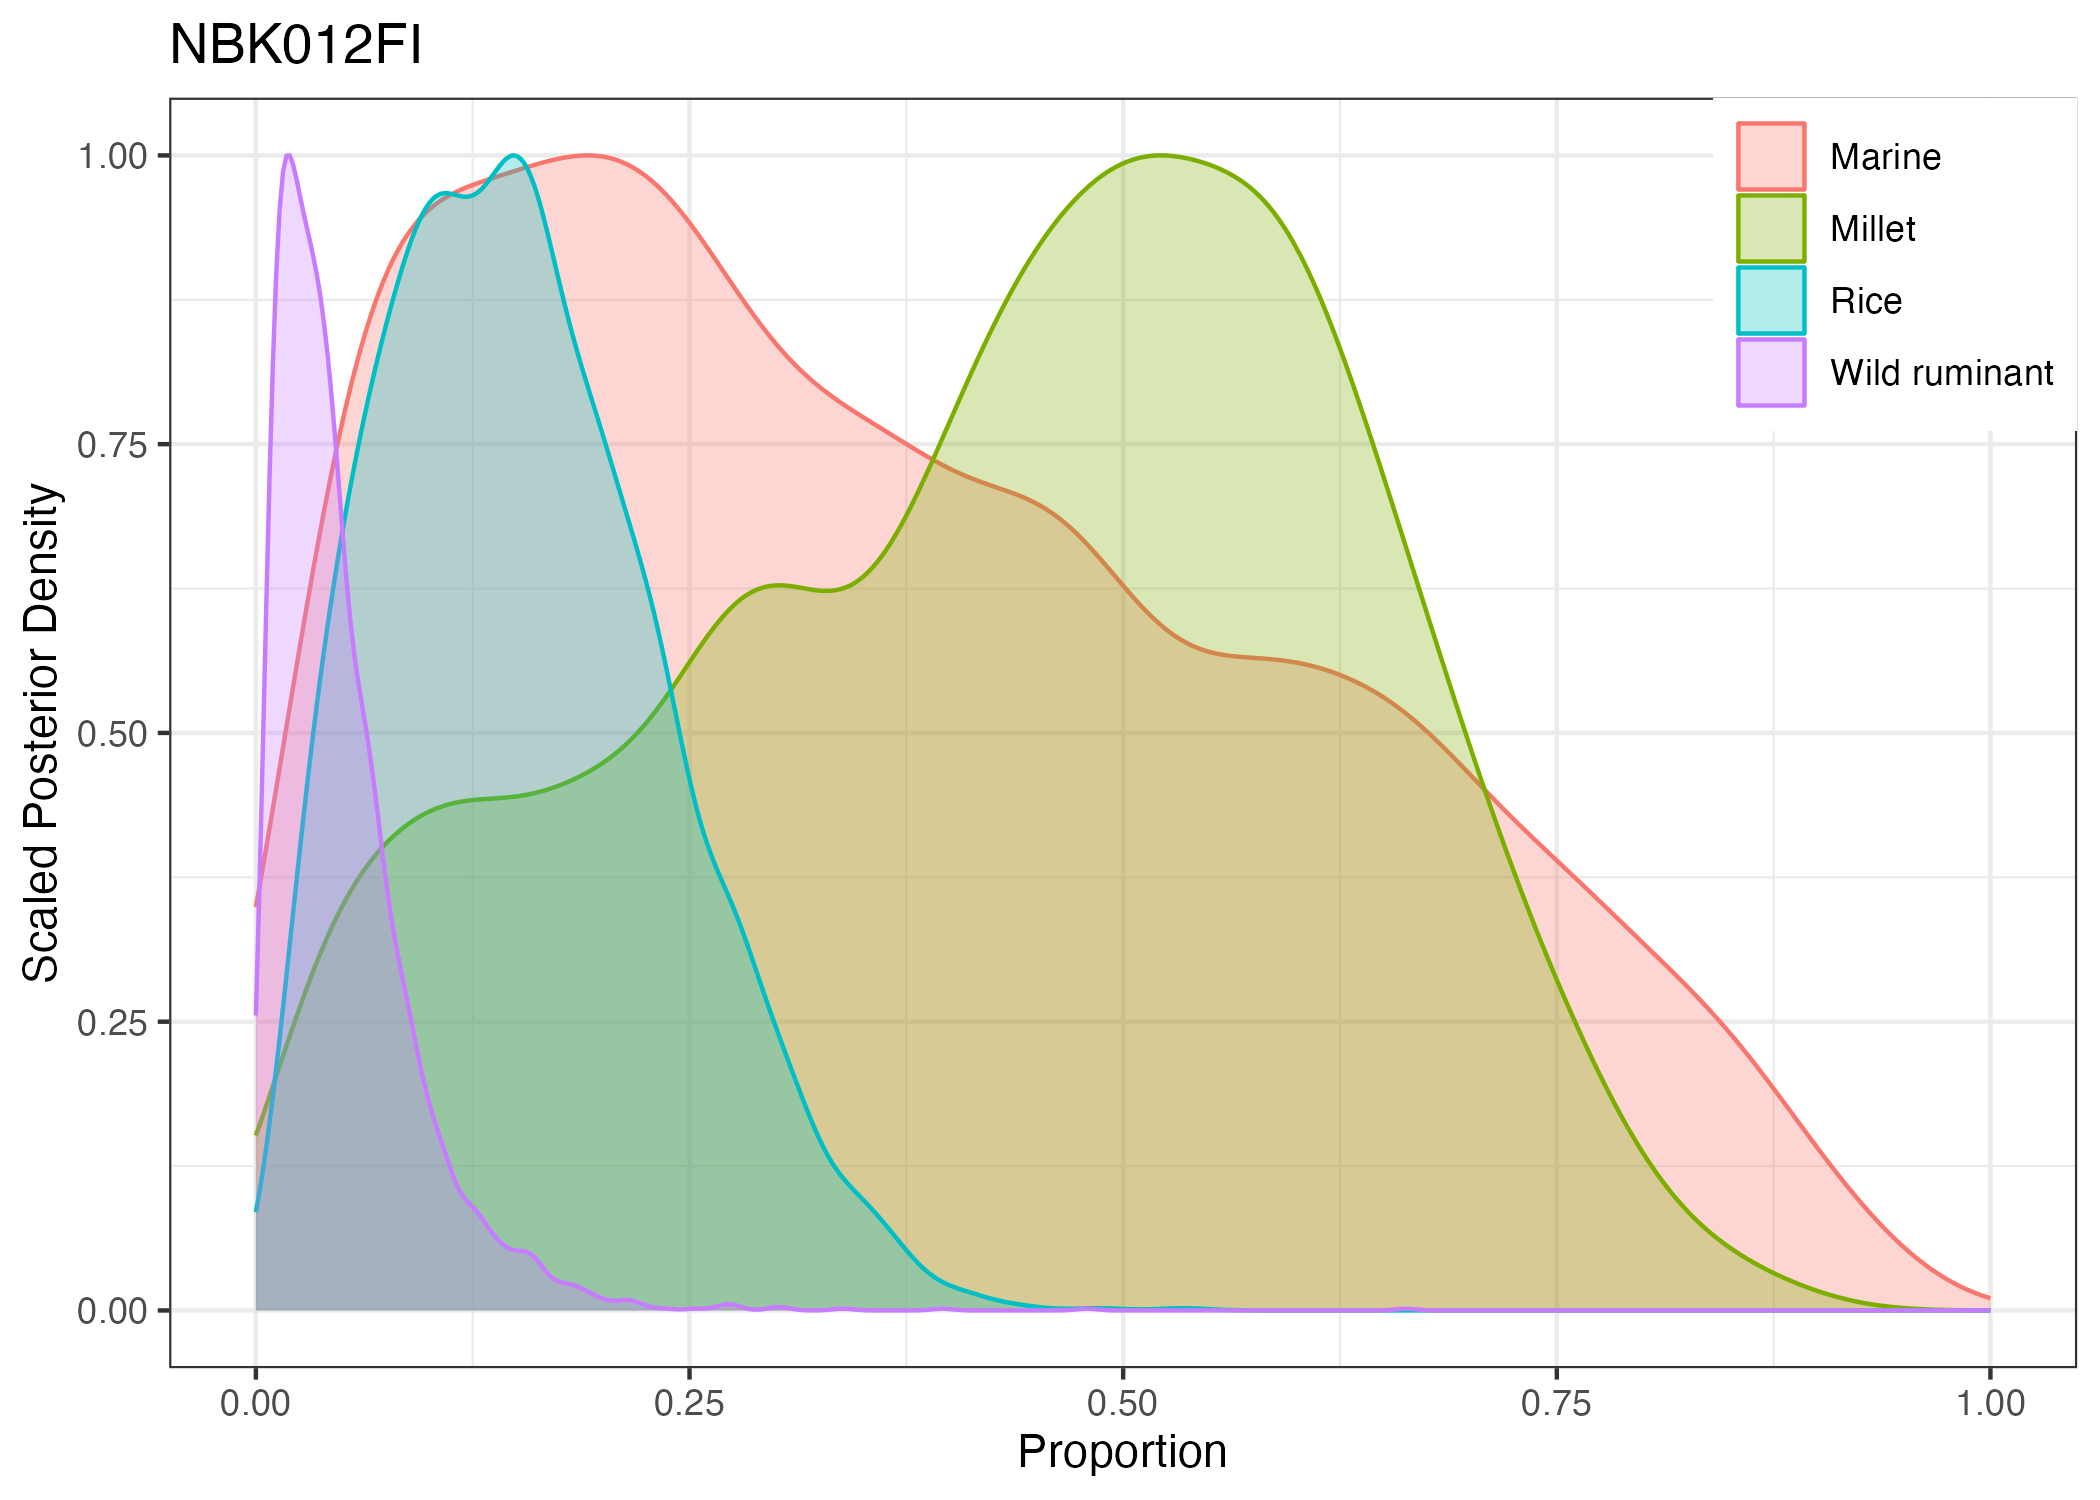 NBK012FI
Marine
Millet
Rice
Wild ruminant
Scaled Posterior Density
1.00
0.75
0.50
0.25
0.00
0.00 0.25 0.50 0.75 1.00
Proportion